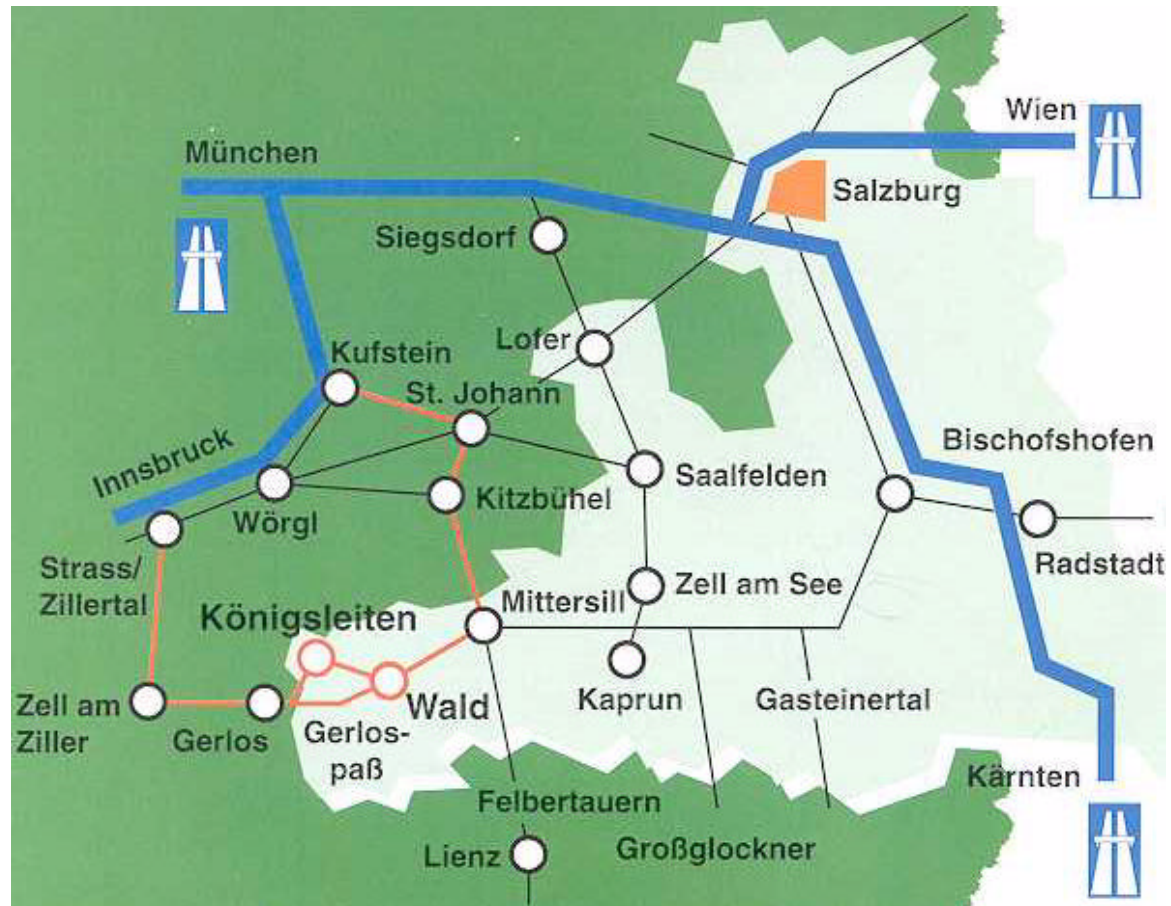 Wien
München
Salzburg
Siegsdorf
Lofer
Kufstein
St. Johann
Innsbruck
Bischofshofen
Saalfelden
Kitzbühel
Wörgl
Strass/
Zillertal
Radstadt
Zell am See
Mittersill
Königsleiten
Kaprun
Gasteinertal
Zell am
Ziller
Gerlos
Wald
Gerlos-
paß
Kärnten
Felbertauern
Großglockner
Lienz